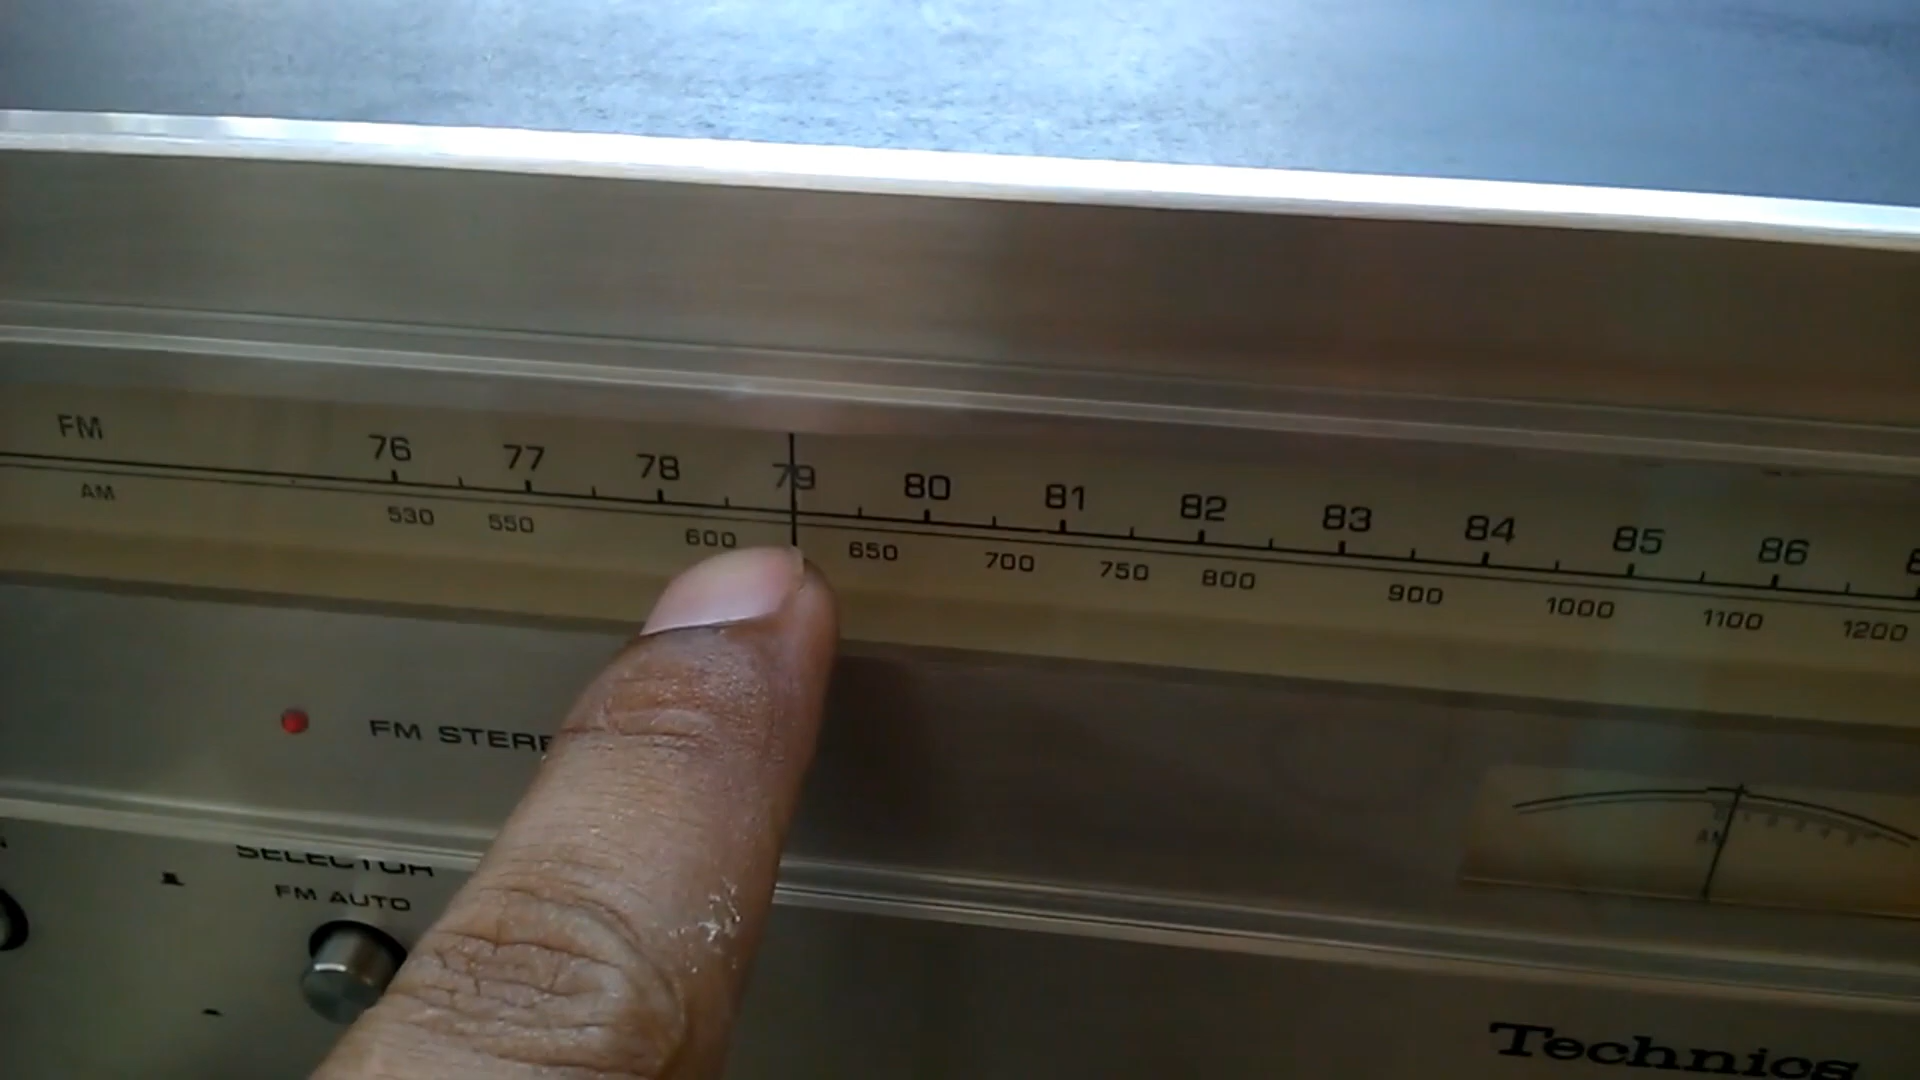 FM 76 77 78 79 80 81 82 83 84 85 86
AM 530 550 600 650 700 750 800 900 1000 1100 1200
FM STERE
SELECTOR
FM AUTO
Technics